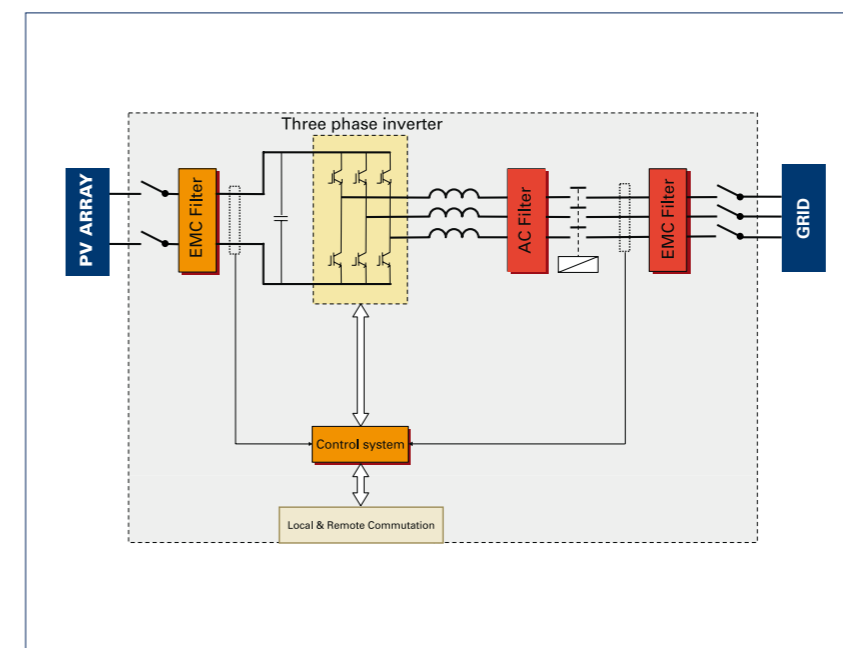 Three phase inverter
PV ARRAY
EMC Filter
AC Filter
EMC Filter
GRID
Control system
Local & Remote Commutation